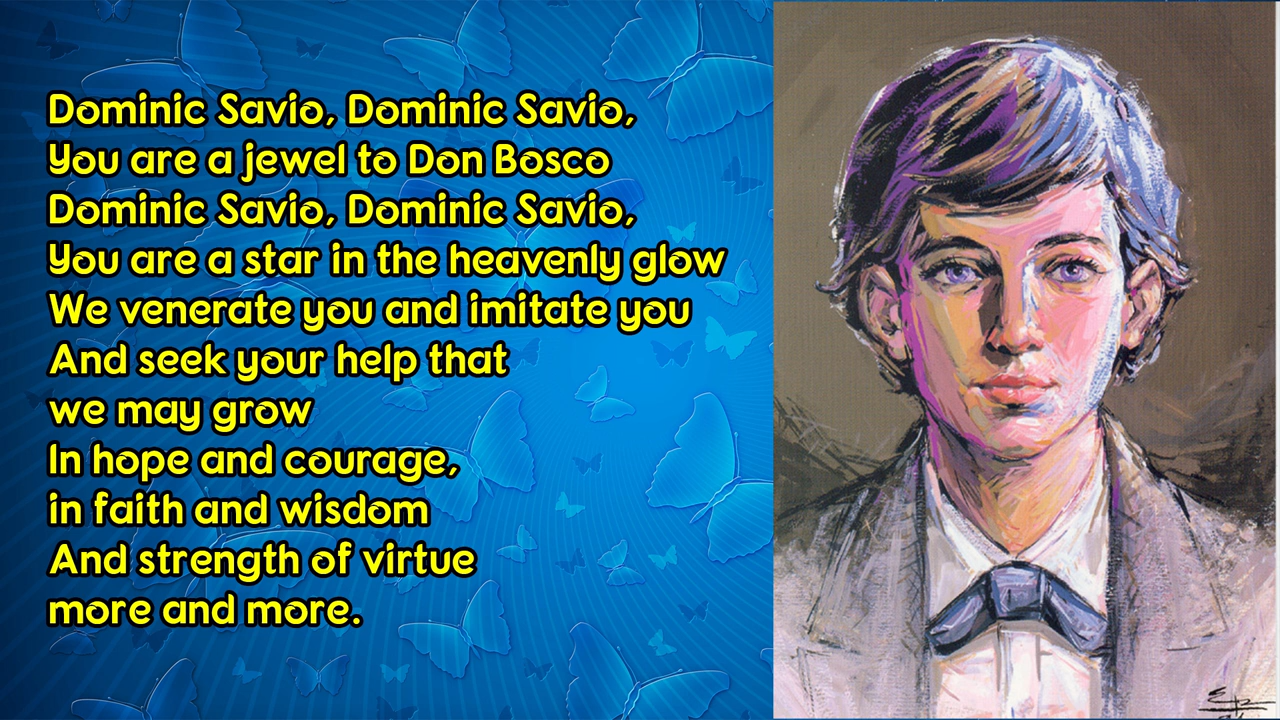 Dominic Savio, Dominic Savio,
You are a jewel to Don Bosco
Dominic Savio, Dominic Savio,
You are a star in the heavenly glow
We venerate you and imitate you
And seek your help that
we may grow
In hope and courage,
in faith and wisdom
And strength of virtue
more and more.